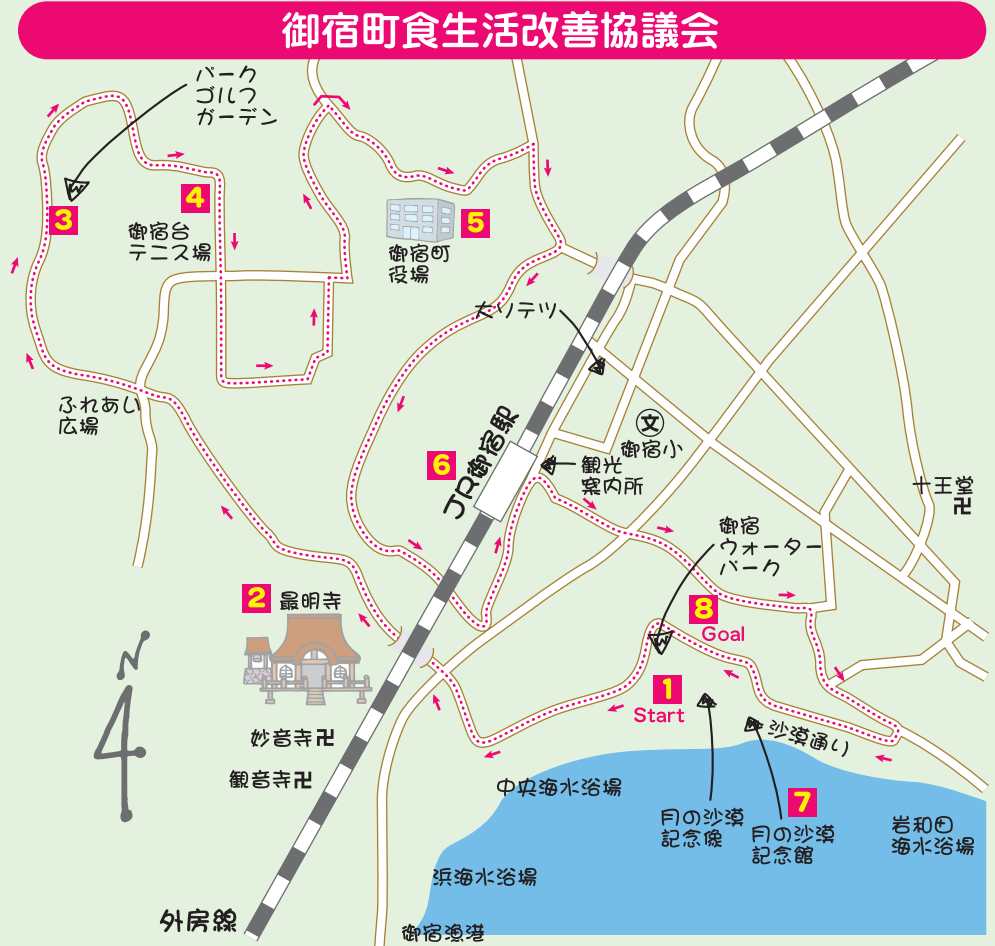 御宿町食生活改善協議会
パーク
ゴルフ
ガーデン
3
4
御宿台
テニス場
5
御宿町
役場
大ソテツ
ふれあい
広場
6
JR御宿駅
文
御宿小
観光
案内所
十王堂
卍
御宿
ウォーター
パーク
2
最明寺
8
Goal
1
Start
N
妙音寺卍
観音寺卍
沙漠通り
中央海水浴場
7
月の沙漠
記念像
月の沙漠
記念館
岩和田
海水浴場
浜海水浴場
外房線
御宿漁港